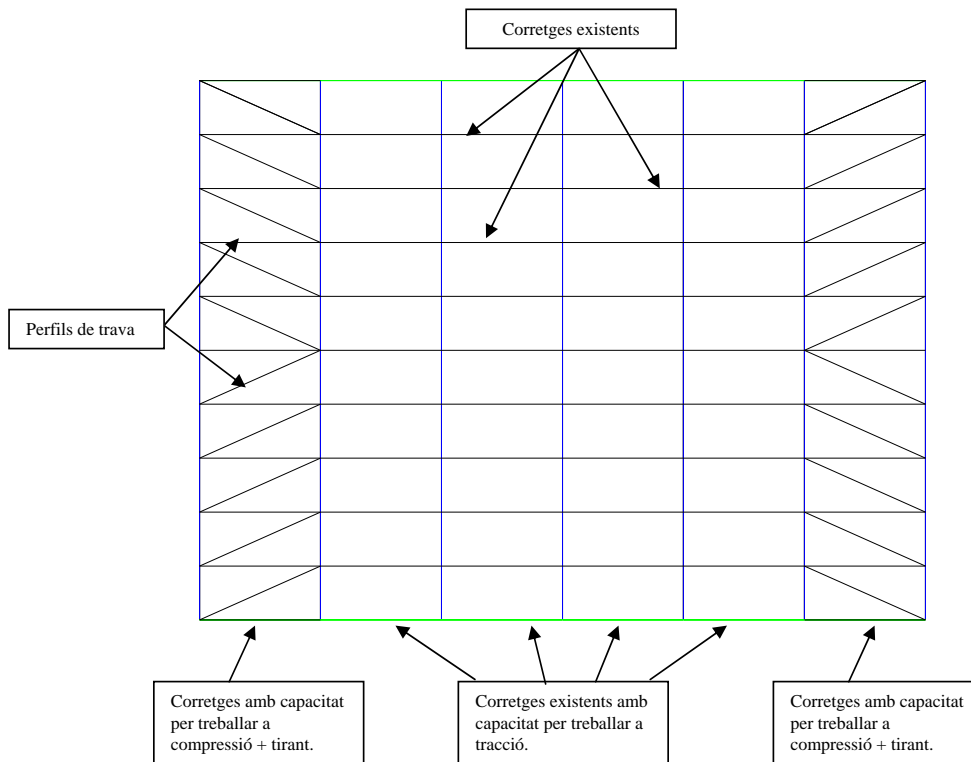 Corretges existents
Perfils de trava
Corretges amb capacitat
per treballar a
compressió + tirant.
Corretges existents amb
capacitat per treballar a
tracció.
Corretges amb capacitat
per treballar a
compressió + tirant.